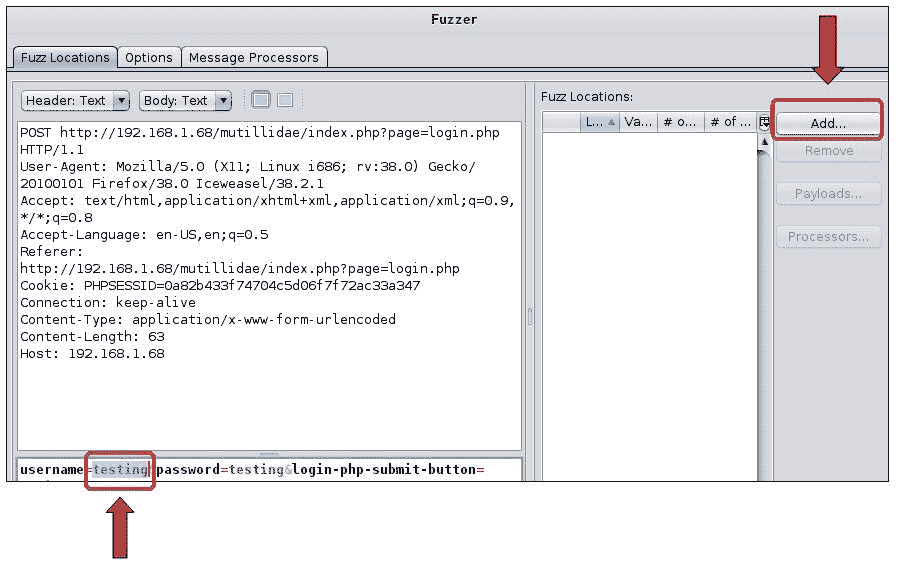 Fuzzer
Fuzz Locations Options Message Processors
Header: Text Body: Text
POST http://192.168.1.68/mutillidae/index.php?page=login.php
HTTP/1.1
User-Agent: Mozilla/5.0 (X11; Linux i686; rv:38.0) Gecko/
20100101 Firefox/38.0 Iceweasel/38.2.1
Accept: text/html,application/xhtml+xml,application/xml;q=0.9,
*/*;q=0.8
Accept-Language: en-US,en;q=0.5
Referer:
http://192.168.1.68/mutillidae/index.php?page=login.php
Cookie: PHPSESSID=0a82b433f74704c5d06f7f72ac33a347
Connection: keep-alive
Content-Type: application/x-www-form-urlencoded
Content-Length: 63
Host: 192.168.1.68
username=testing&password=testing&login-php-submit-button=
Fuzz Locations:
L... Va... # o... # of ...
Add...
Remove
Payloads...
Processors...